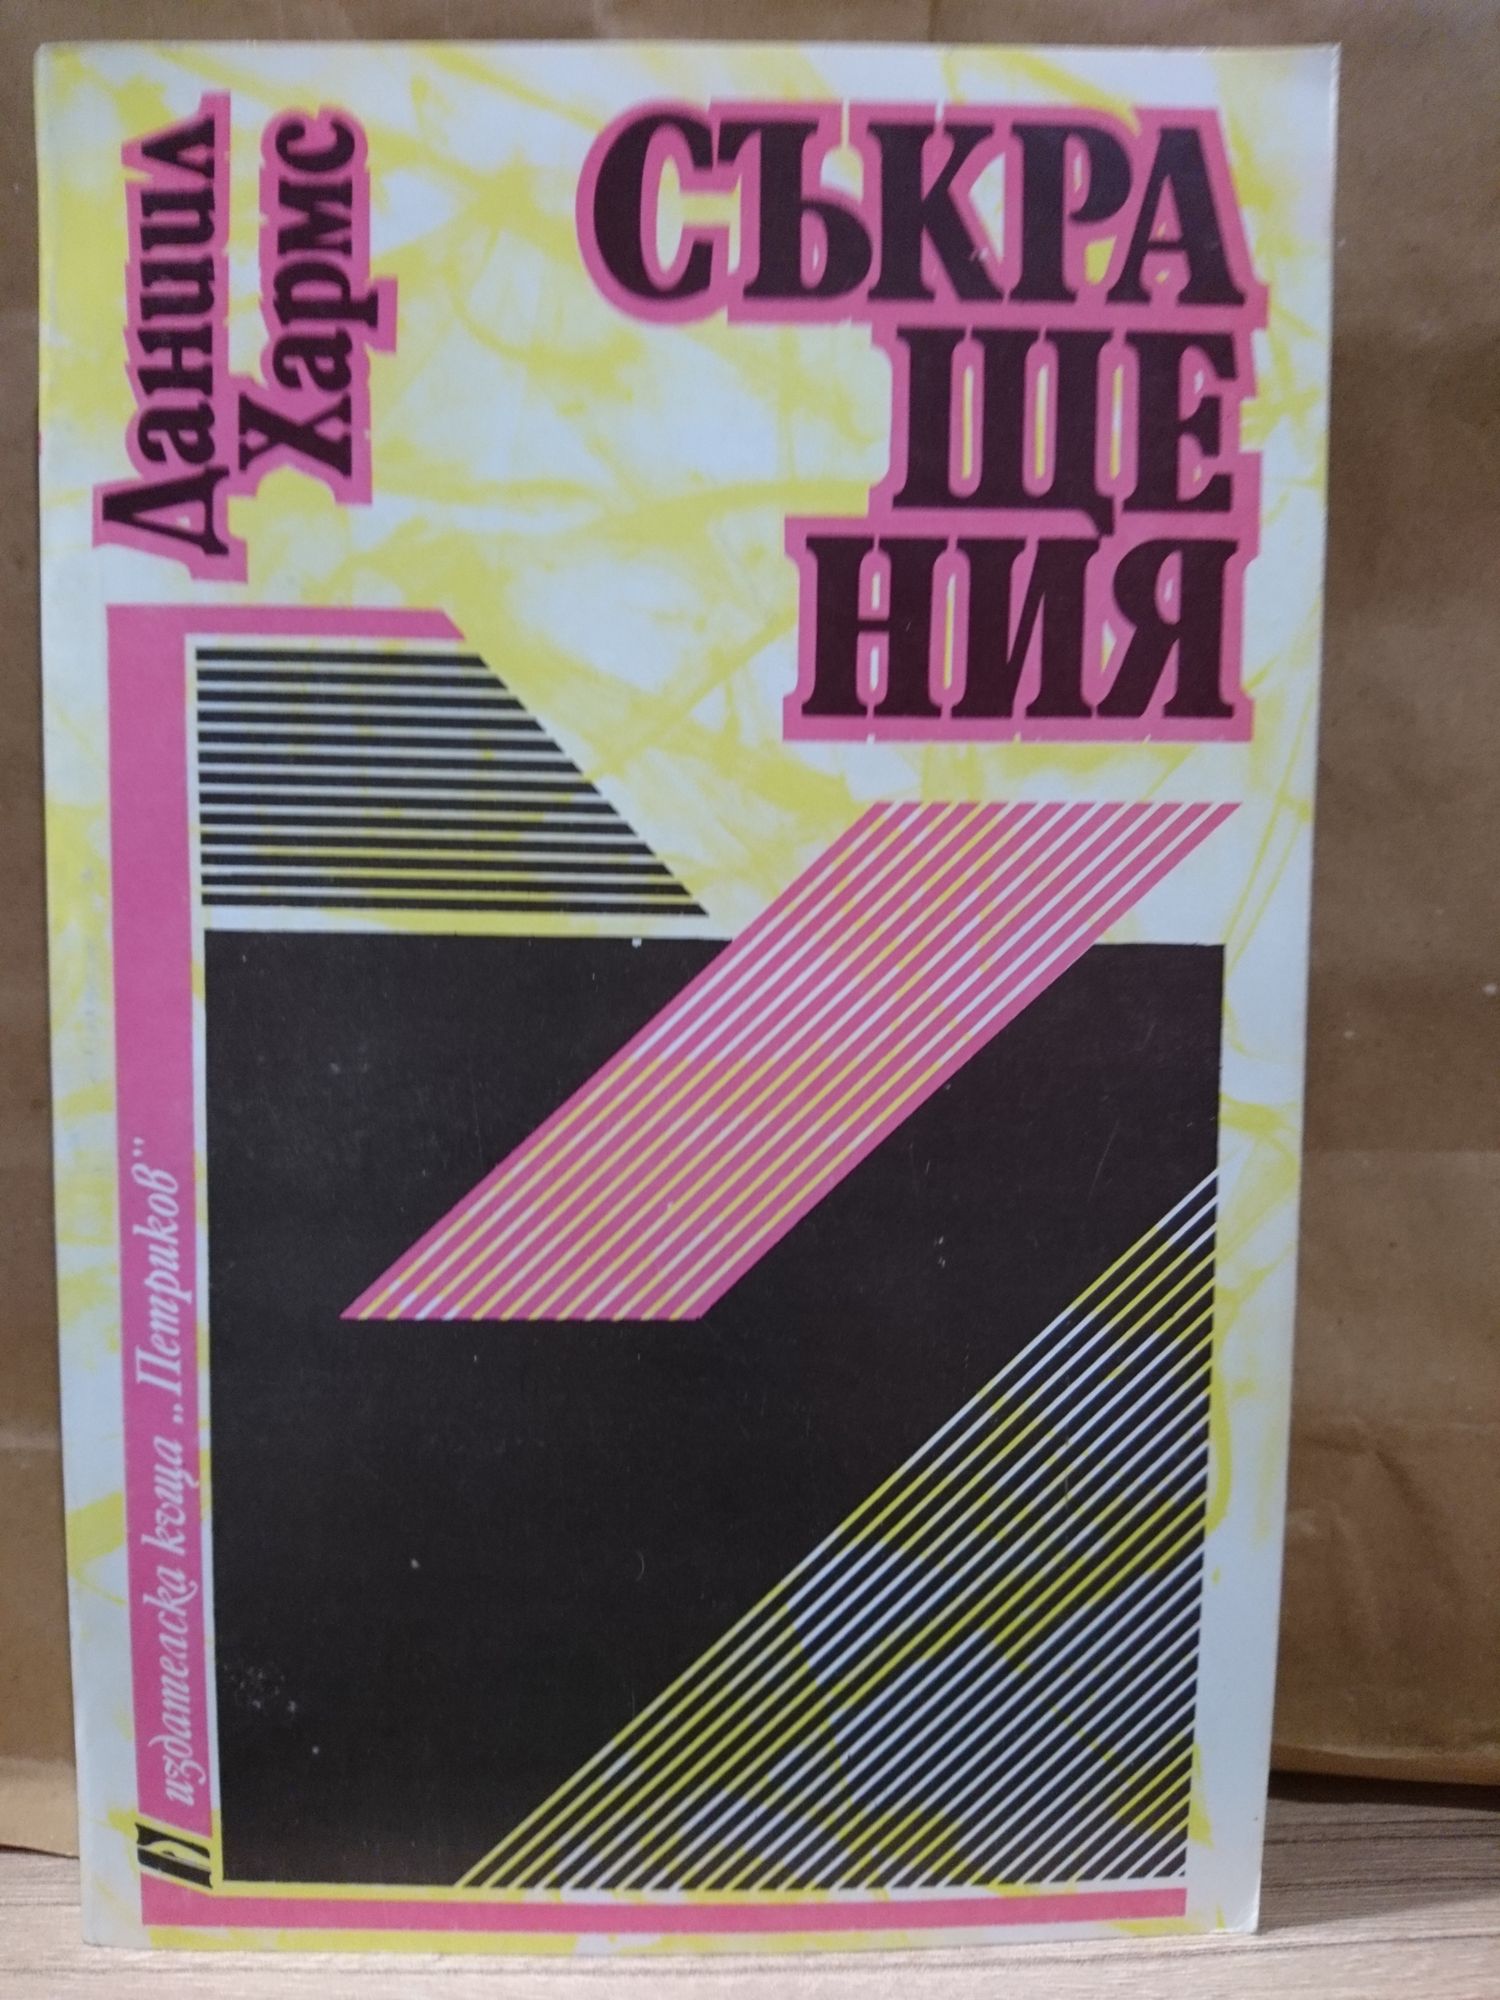 Даниил
Хармс
СЪКРА
ЩЕ
НИЯ
издателска къща „Петриков”